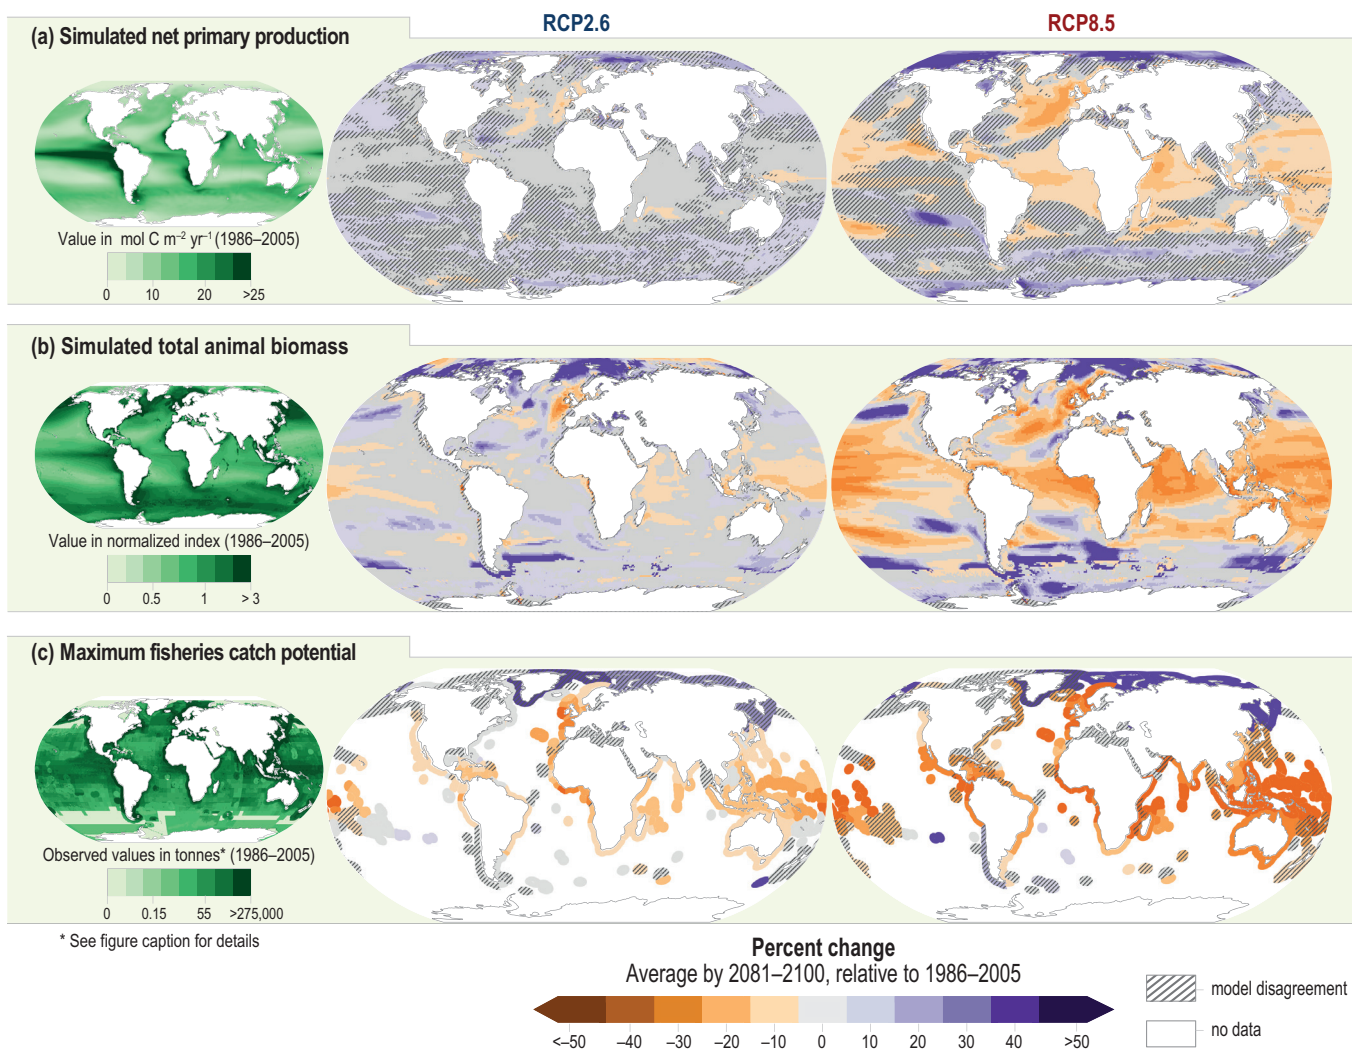 RCP2.6
RCP8.5
(a) Simulated net primary production
Value in mol C m⁻² yr⁻¹ (1986–2005)
0 10 20 >25
(b) Simulated total animal biomass
Value in normalized index (1986–2005)
0 0.5 1 > 3
(c) Maximum fisheries catch potential
Observed values in tonnes* (1986–2005)
0 0.15 55 >275,000
* See figure caption for details
Percent change
Average by 2081–2100, relative to 1986–2005
<–50 –40 –30 –20 –10 0 10 20 30 40 >50
model disagreement
no data